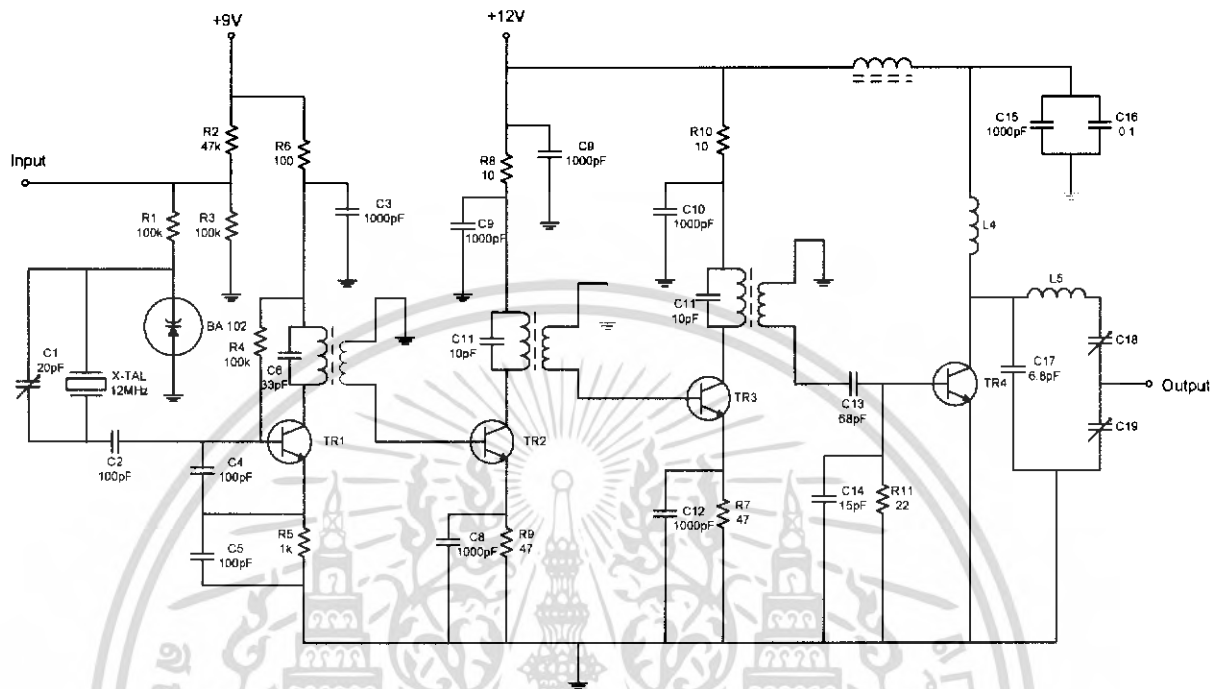 +9V
+12V
Input
R2
47k
R6
100
R1
100k
R3
100k
C3
1000pF
BA 102
C1
20pF
X-TAL
12MHz
C2
100pF
R4
100k
C6
33pF
TR1
C4
100pF
C5
100pF
R5
1k
R8
10
C9
1000pF
C9
1000pF
C11
10pF
TR2
C8
1000pF
R9
47
R10
10
C10
1000pF
C11
10pF
TR3
C12
1000pF
R7
47
C13
68pF
C14
15pF
R11
22
TR4
C15
1000pF
C16
0.1
L4
L5
C17
6.8pF
C18
C19
Output